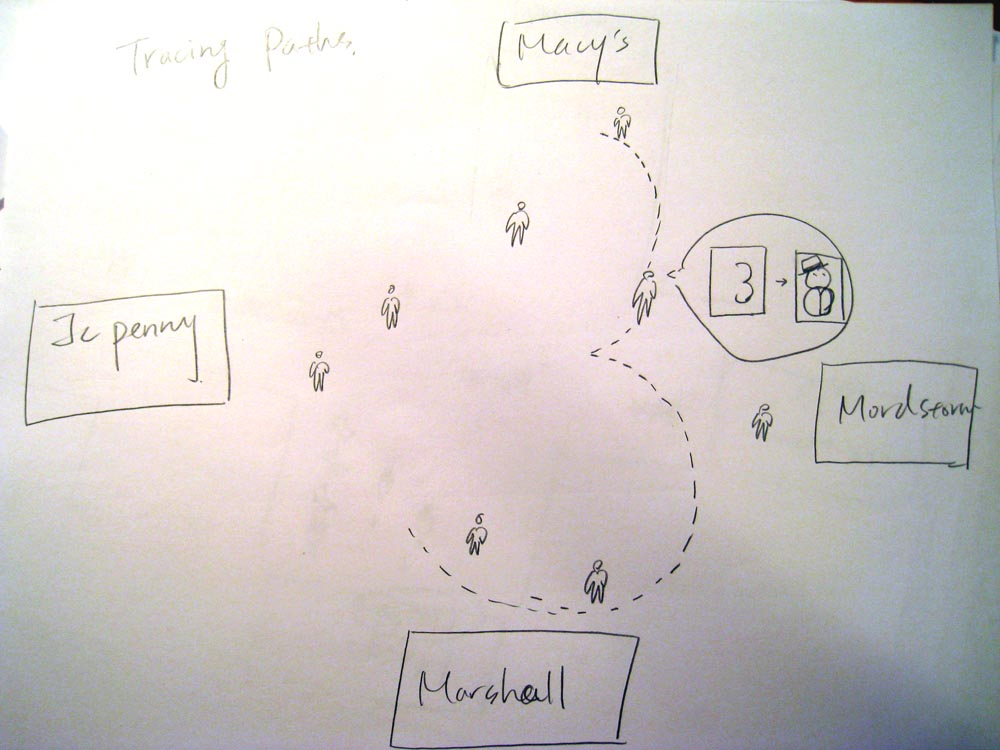 Tracing Paths.
Macy's
3
Jc penny
Mordstorm
Marshall